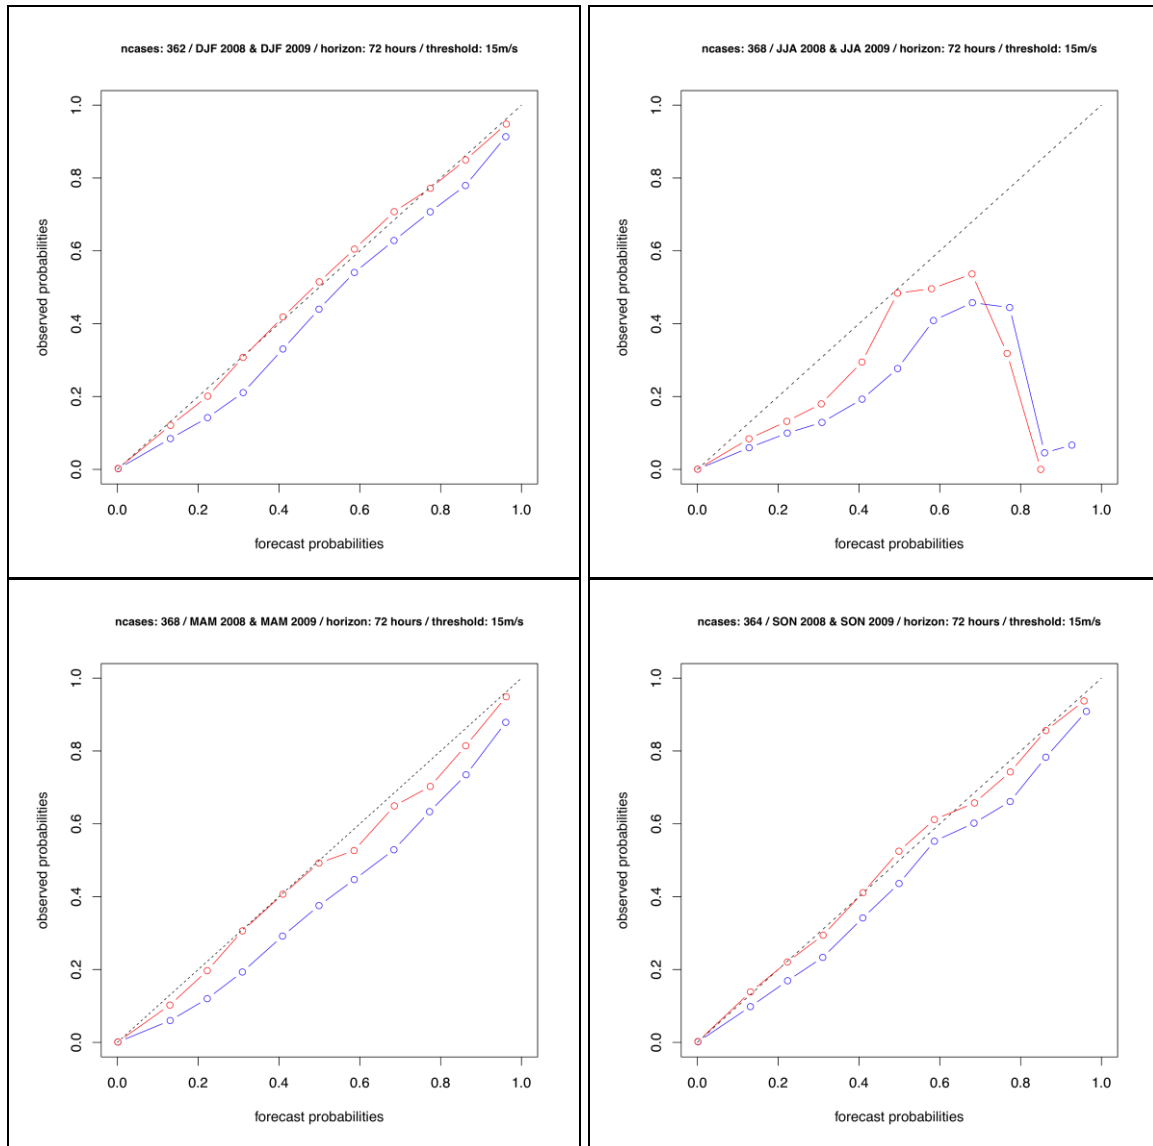 ncases: 362 / DJF 2008 & DJF 2009 / horizon: 72 hours / threshold: 15m/s
observed probabilities
1.0
0.8
0.6
0.4
0.2
0.0
0.0 0.2 0.4 0.6 0.8 1.0
forecast probabilities
ncases: 368 / JJA 2008 & JJA 2009 / horizon: 72 hours / threshold: 15m/s
observed probabilities
1.0
0.8
0.6
0.4
0.2
0.0
0.0 0.2 0.4 0.6 0.8 1.0
forecast probabilities
ncases: 368 / MAM 2008 & MAM 2009 / horizon: 72 hours / threshold: 15m/s
observed probabilities
1.0
0.8
0.6
0.4
0.2
0.0
0.0 0.2 0.4 0.6 0.8 1.0
forecast probabilities
ncases: 364 / SON 2008 & SON 2009 / horizon: 72 hours / threshold: 15m/s
observed probabilities
1.0
0.8
0.6
0.4
0.2
0.0
0.0 0.2 0.4 0.6 0.8 1.0
forecast probabilities